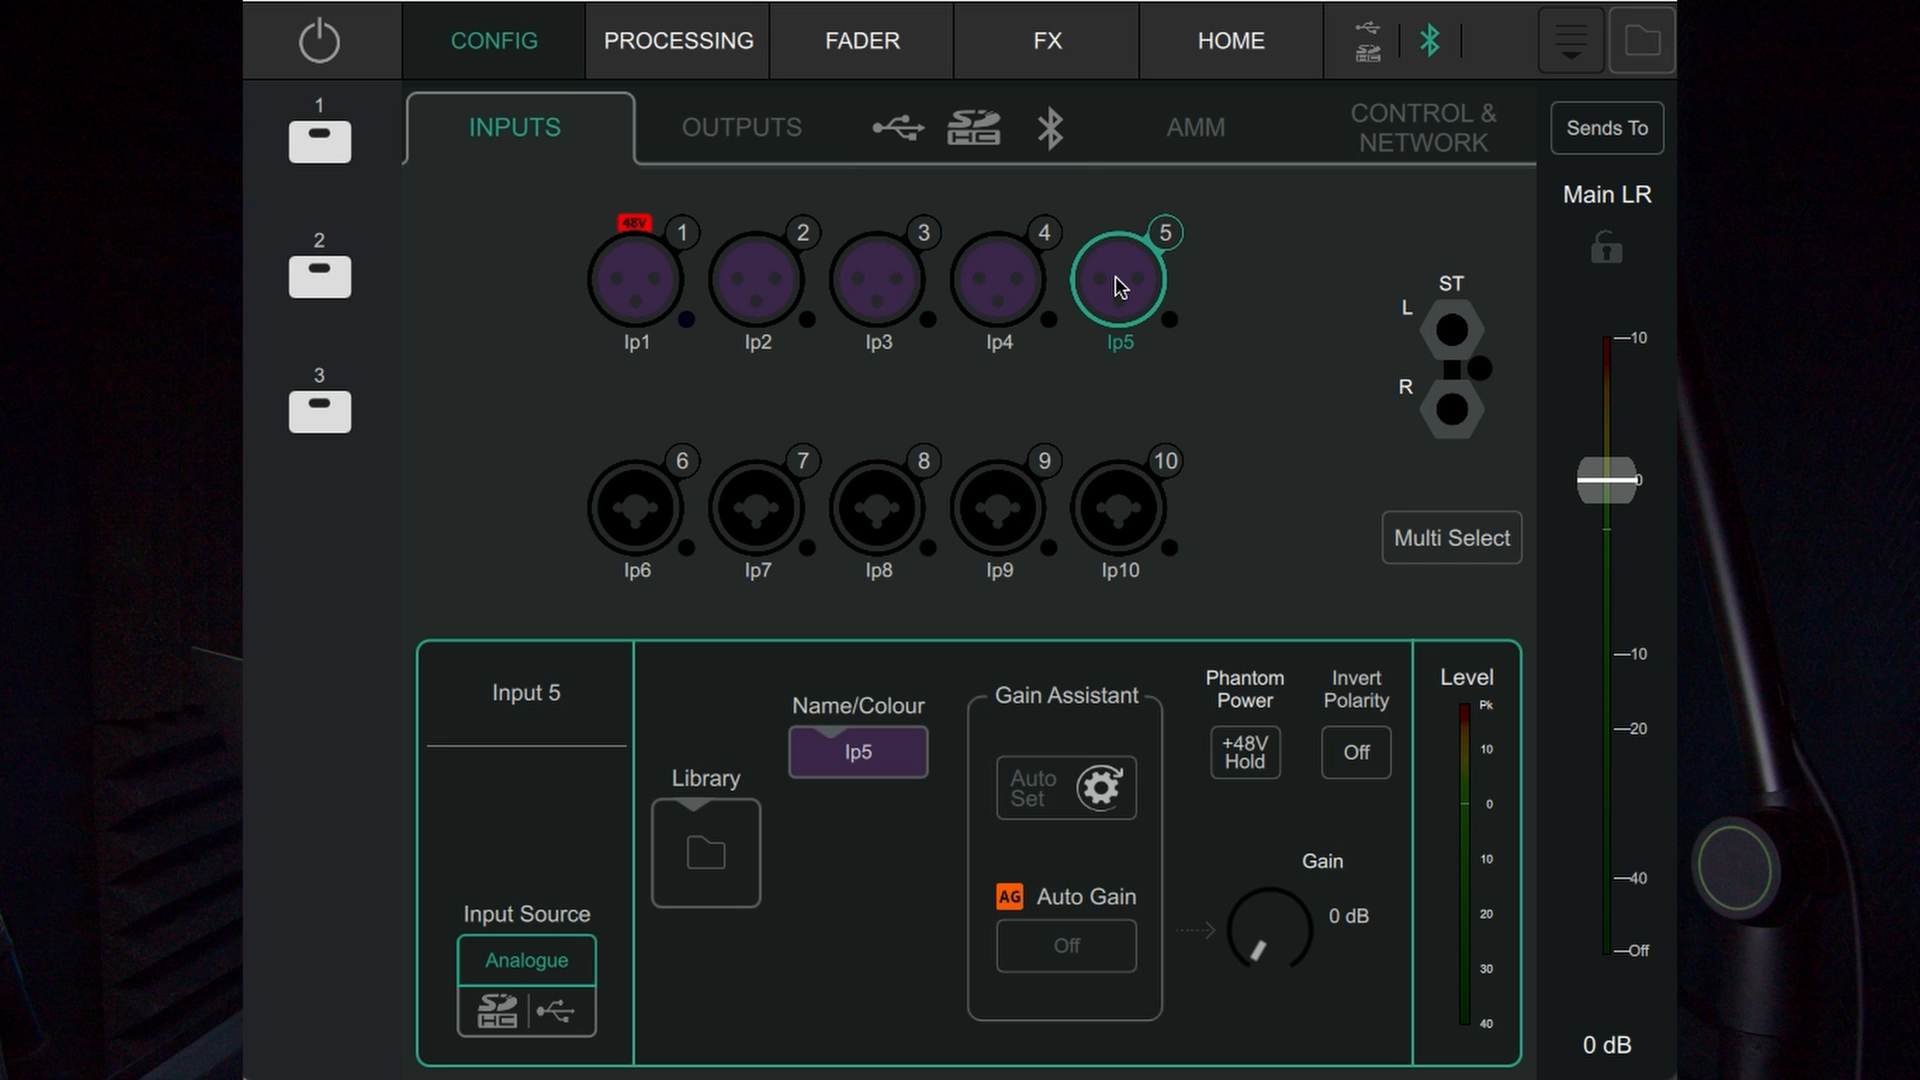 CONFIG
PROCESSING
FADER
FX
HOME
INPUTS
OUTPUTS
AMM
CONTROL &
NETWORK
Sends To
Main LR
1
2
3
48V
1
2
3
4
5
Ip1
Ip2
Ip3
Ip4
Ip5
ST
L
R
6
7
8
9
10
Ip6
Ip7
Ip8
Ip9
Ip10
Multi Select
10
0
10
20
40
Off
0 dB
Input 5
Input Source
Analogue
Library
Name/Colour
Ip5
Gain Assistant
Auto
Set
AG Auto Gain
Off
Phantom
Power
+48V
Hold
Invert
Polarity
Off
Gain
0 dB
Level
Pk
10
0
10
20
30
40